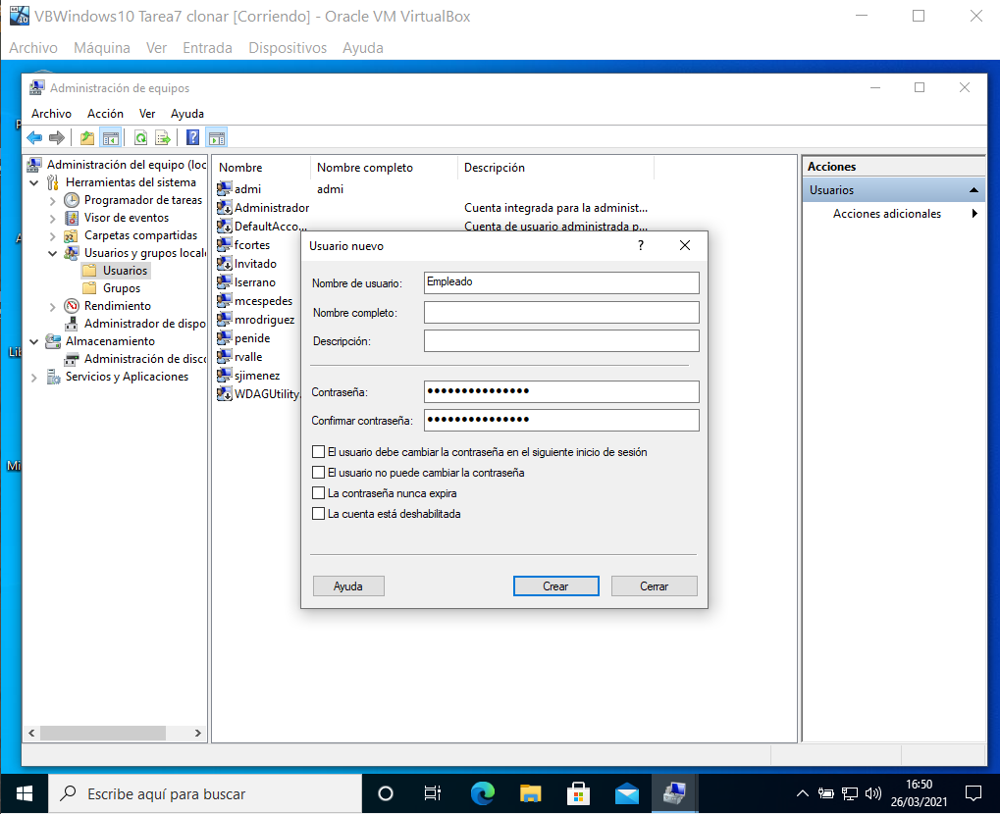 VBWindows10 Tarea7 clonar [Corriendo] - Oracle VM VirtualBox
Archivo Máquina Ver Entrada Dispositivos Ayuda
Administración de equipos
Archivo Acción Ver Ayuda
Administración del equipo (loc
Herramientas del sistema
Programador de tareas
Visor de eventos
Carpetas compartidas
Usuarios y grupos locale
Usuarios
Grupos
Rendimiento
Administrador de dispo
Almacenamiento
Administración de disco
Servicios y Aplicaciones
Nombre Nombre completo Descripción
admi admi
Administrador Cuenta integrada para la administ...
DefaultAcco... Cuenta de usuario administrada p...
fcortes
Invitado
lserrano
mcespedes
mrodriguez
penide
rvalle
sjimenez
WDAGUtility
Acciones
Usuarios
Acciones adicionales
Usuario nuevo
Nombre de usuario: Empleado
Nombre completo:
Descripción:
Contraseña: •••••••••••••••
Confirmar contraseña: •••••••••••••••
El usuario debe cambiar la contraseña en el siguiente inicio de sesión
El usuario no puede cambiar la contraseña
La contraseña nunca expira
La cuenta está deshabilitada
Ayuda Crear Cerrar
Escribe aquí para buscar
16:50
26/03/2021